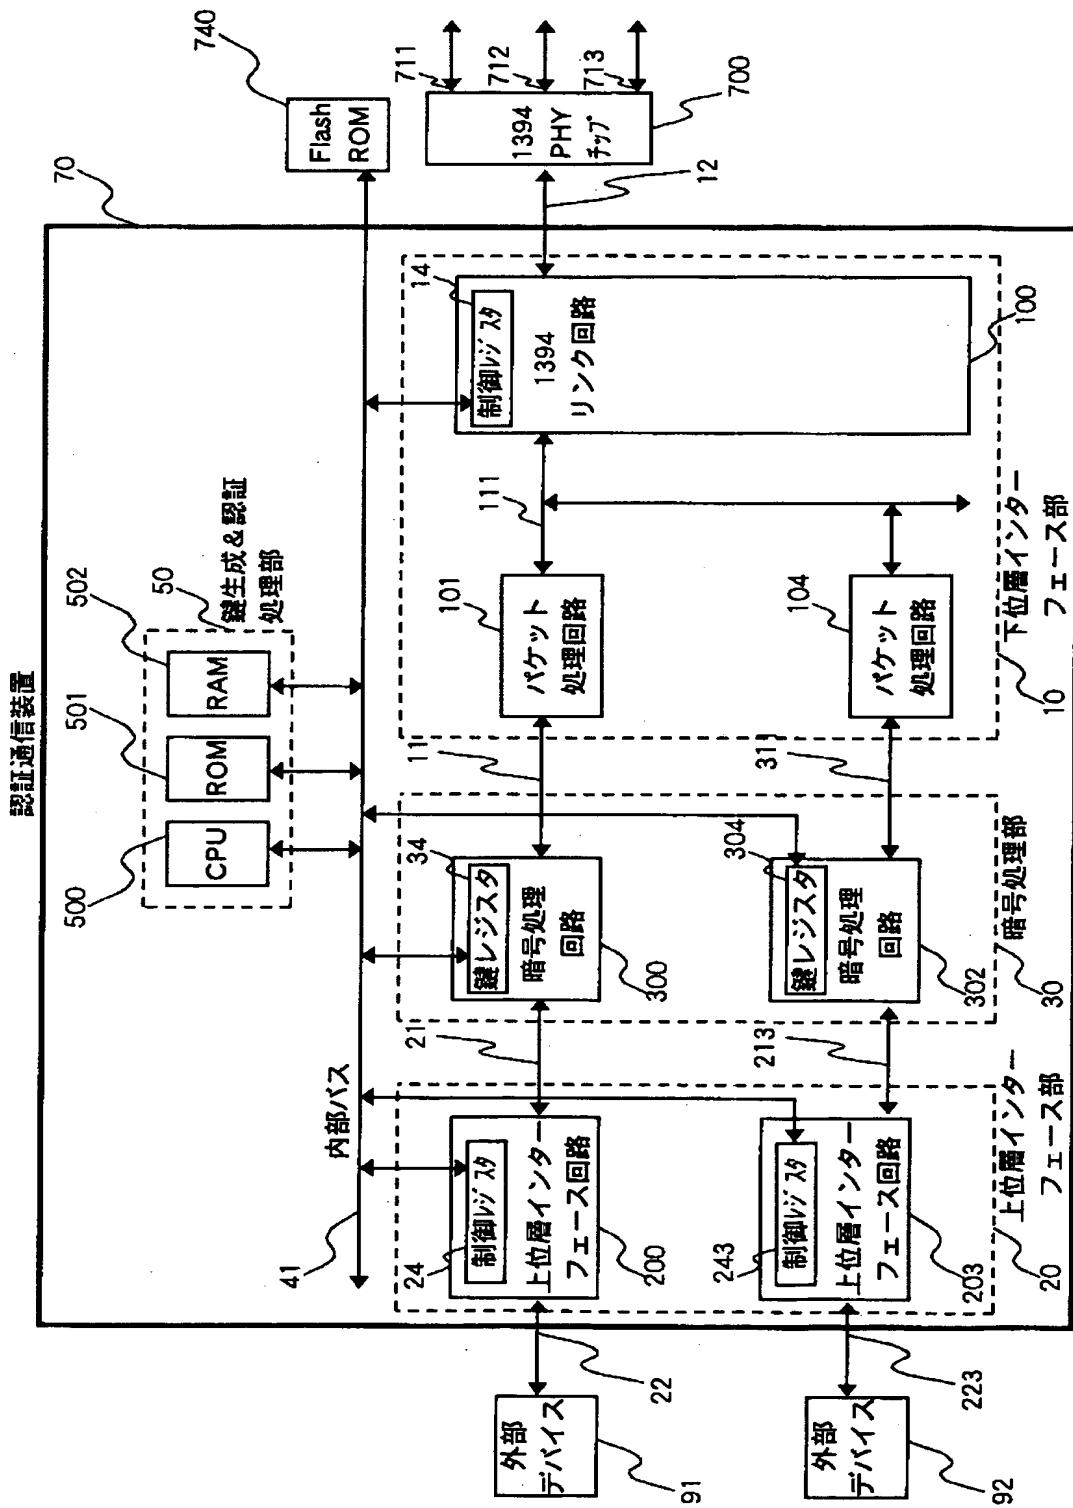 認証通信装置
70
740
Flash
ROM
500
501
502
50
CPU
ROM
RAM
鍵生成&認証
処理部
41
内部バス
711
712
713
1394
PHY
チップ
700
12
14
制御レジスタ
1394
リンク回路
100
111
101
パケット
処理回路
104
パケット
処理回路
10
下位層インター
フェース部
11
311
34
鍵レジスタ
暗号処理
回路
300
304
鍵レジスタ
暗号処理
回路
302
30
暗号処理部
21
213
24
制御レジスタ
上位層インター
フェース回路
200
243
制御レジスタ
上位層インター
フェース回路
203
20
上位層インター
フェース部
22
223
外部
デバイス
91
外部
デバイス
92